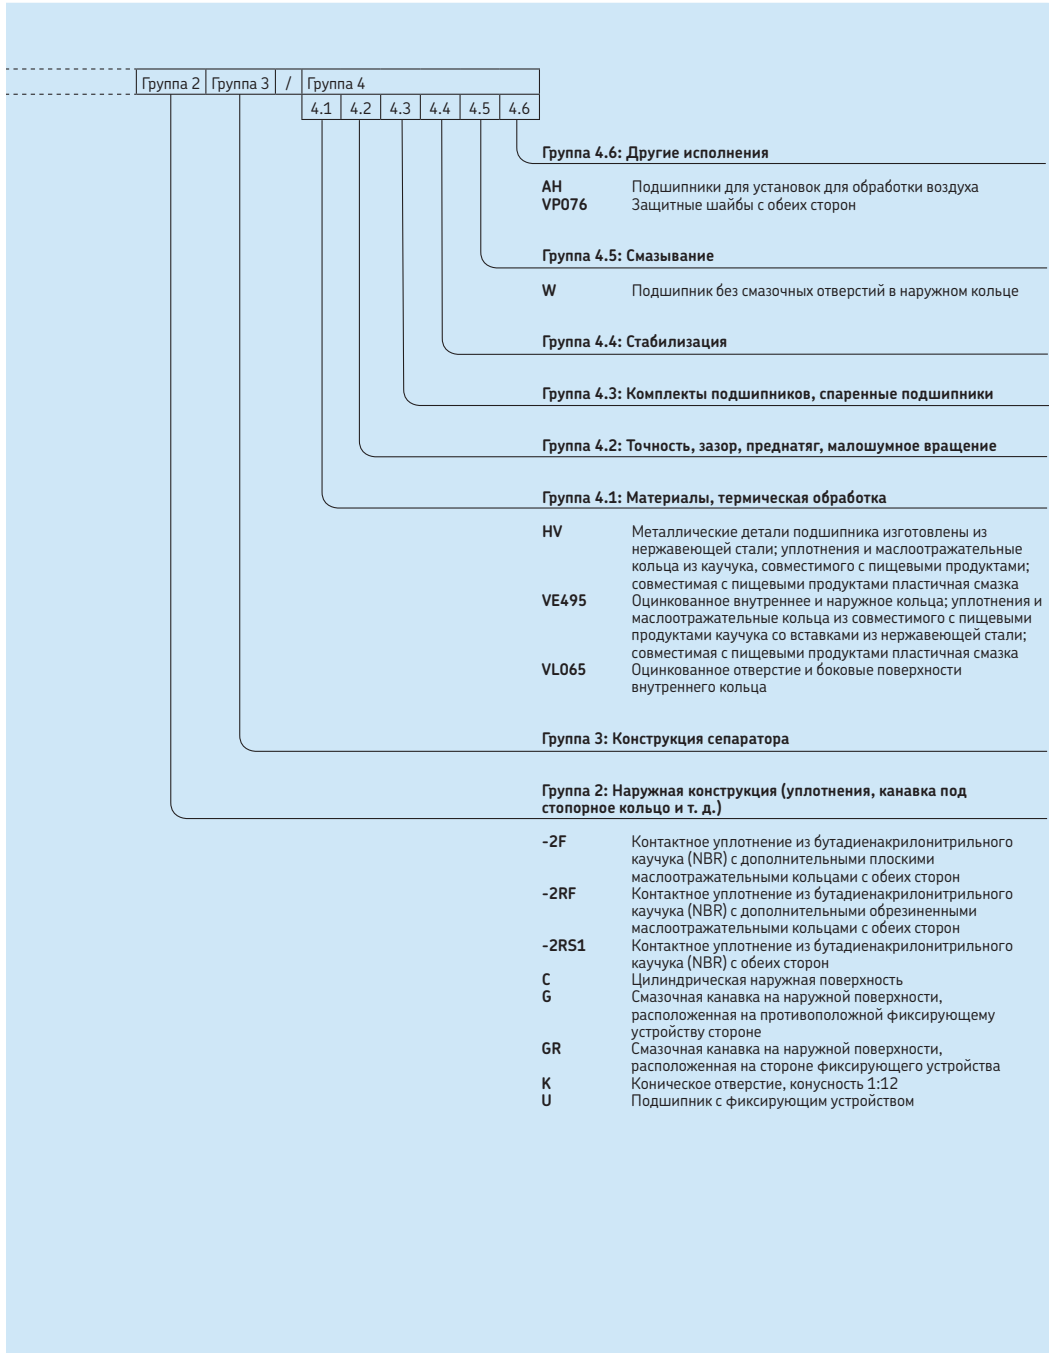 Группа 2 Группа 3 / Группа 4
4.1 4.2 4.3 4.4 4.5 4.6
Группа 4.6: Другие исполнения
AH Подшипники для установок для обработки воздуха
VP076 Защитные шайбы с обеих сторон
Группа 4.5: Смазывание
W Подшипник без смазочных отверстий в наружном кольце
Группа 4.4: Стабилизация
Группа 4.3: Комплекты подшипников, спаренные подшипники
Группа 4.2: Точность, зазор, преднатяг, малошумное вращение
Группа 4.1: Материалы, термическая обработка
HV Металлические детали подшипника изготовлены из
нержавеющей стали; уплотнения и маслоотражательные
кольца из каучука, совместимого с пищевыми продуктами;
совместимая с пищевыми продуктами пластичная смазка
VE495 Оцинкованное внутреннее и наружное кольца; уплотнения и
маслоотражательные кольца из совместимого с пищевыми
продуктами каучука со вставками из нержавеющей стали;
совместимая с пищевыми продуктами пластичная смазка
VL065 Оцинкованное отверстие и боковые поверхности
внутреннего кольца
Группа 3: Конструкция сепаратора
Группа 2: Наружная конструкция (уплотнения, канавка под
стопорное кольцо и т. д.)
-2F Контактное уплотнение из бутадиенакрилонитрильного
каучука (NBR) с дополнительными плоскими
маслоотражательными кольцами с обеих сторон
-2RF Контактное уплотнение из бутадиенакрилонитрильного
каучука (NBR) с дополнительными обрезиненными
маслоотражательными кольцами с обеих сторон
-2RS1 Контактное уплотнение из бутадиенакрилонитрильного
каучука (NBR) с обеих сторон
C Цилиндрическая наружная поверхность
G Смазочная канавка на наружной поверхности,
расположенная на противоположной фиксирующему
устройству стороне
GR Смазочная канавка на наружной поверхности,
расположенная на стороне фиксирующего устройства
K Коническое отверстие, конусность 1:12
U Подшипник с фиксирующим устройством